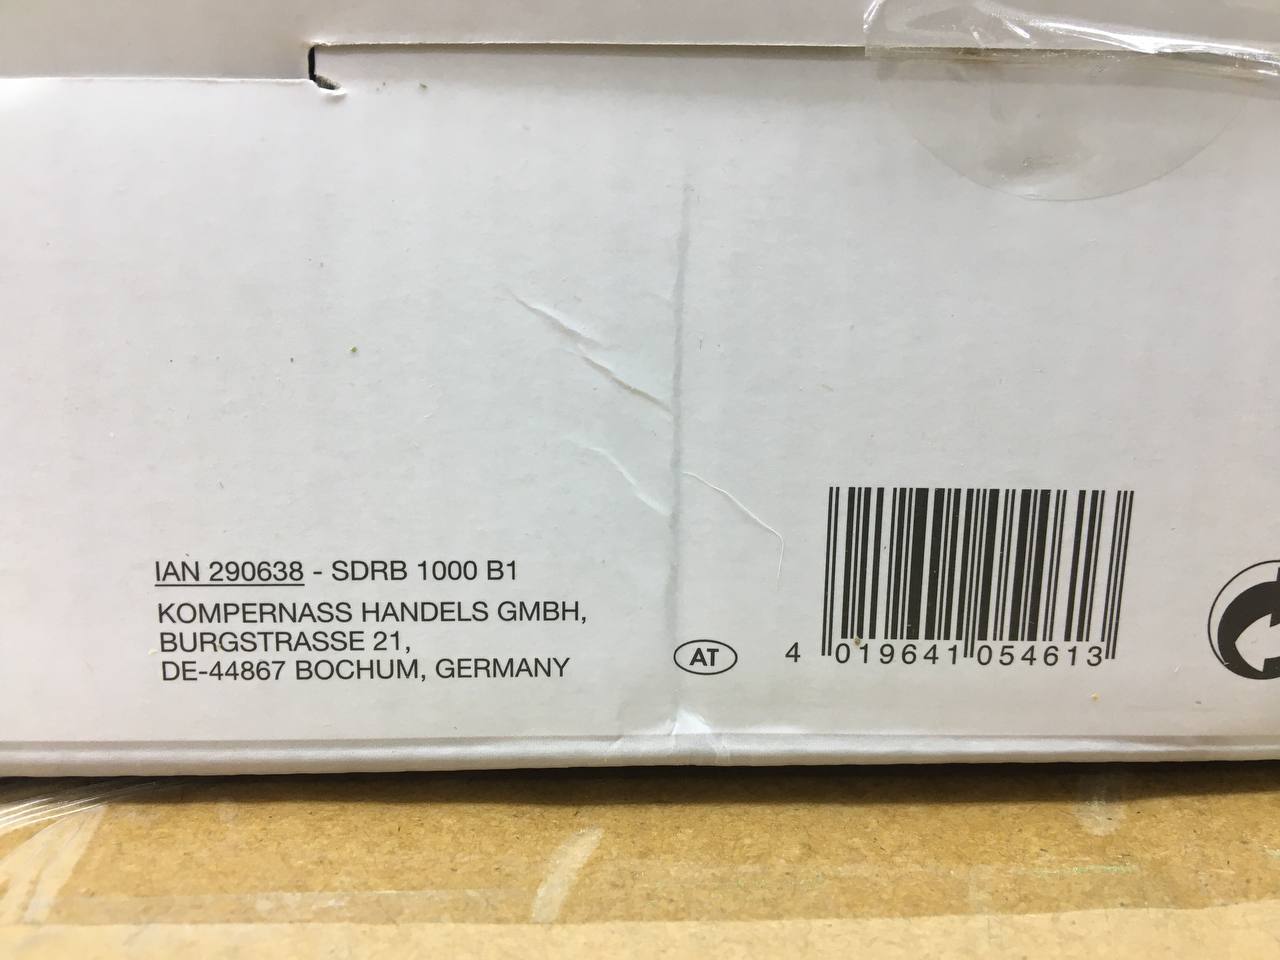 IAN 290638 - SDRB 1000 B1
KOMPERNASS HANDELS GMBH,
BURGSTRASSE 21,
DE-44867 BOCHUM, GERMANY
AT
4 019641 054613